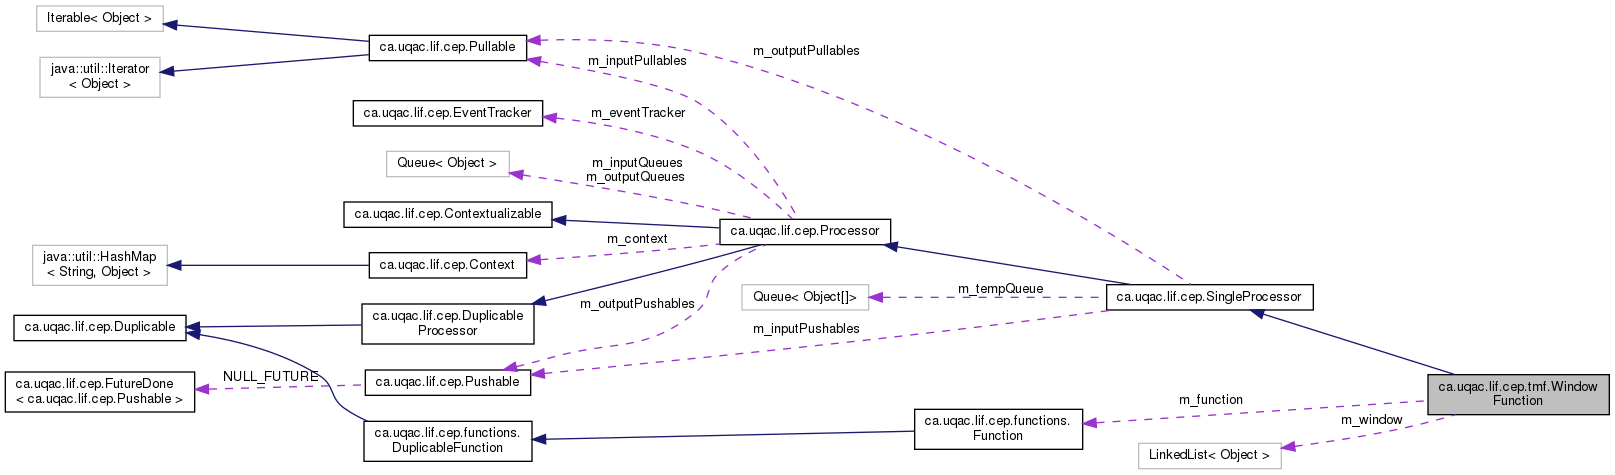 Iterable< Object >
ca.uqac.lif.cep.Pullable
m_outputPullables
java::util::Iterator
< Object >
m_inputPullables
ca.uqac.lif.cep.EventTracker
m_eventTracker
Queue< Object >
m_inputQueues
m_outputQueues
ca.uqac.lif.cep.Contextualizable
ca.uqac.lif.cep.Processor
java::util::HashMap
< String, Object >
ca.uqac.lif.cep.Context
m_context
ca.uqac.lif.cep.Duplicable
ca.uqac.lif.cep.Duplicable
Processor
m_outputPushables
Queue< Object[]>
m_tempQueue
ca.uqac.lif.cep.SingleProcessor
m_inputPushables
ca.uqac.lif.cep.FutureDone
< ca.uqac.lif.cep.Pushable >
NULL_FUTURE
ca.uqac.lif.cep.Pushable
ca.uqac.lif.cep.tmf.Window
Function
m_function
m_window
ca.uqac.lif.cep.functions.
DuplicableFunction
ca.uqac.lif.cep.functions.
Function
LinkedList< Object >